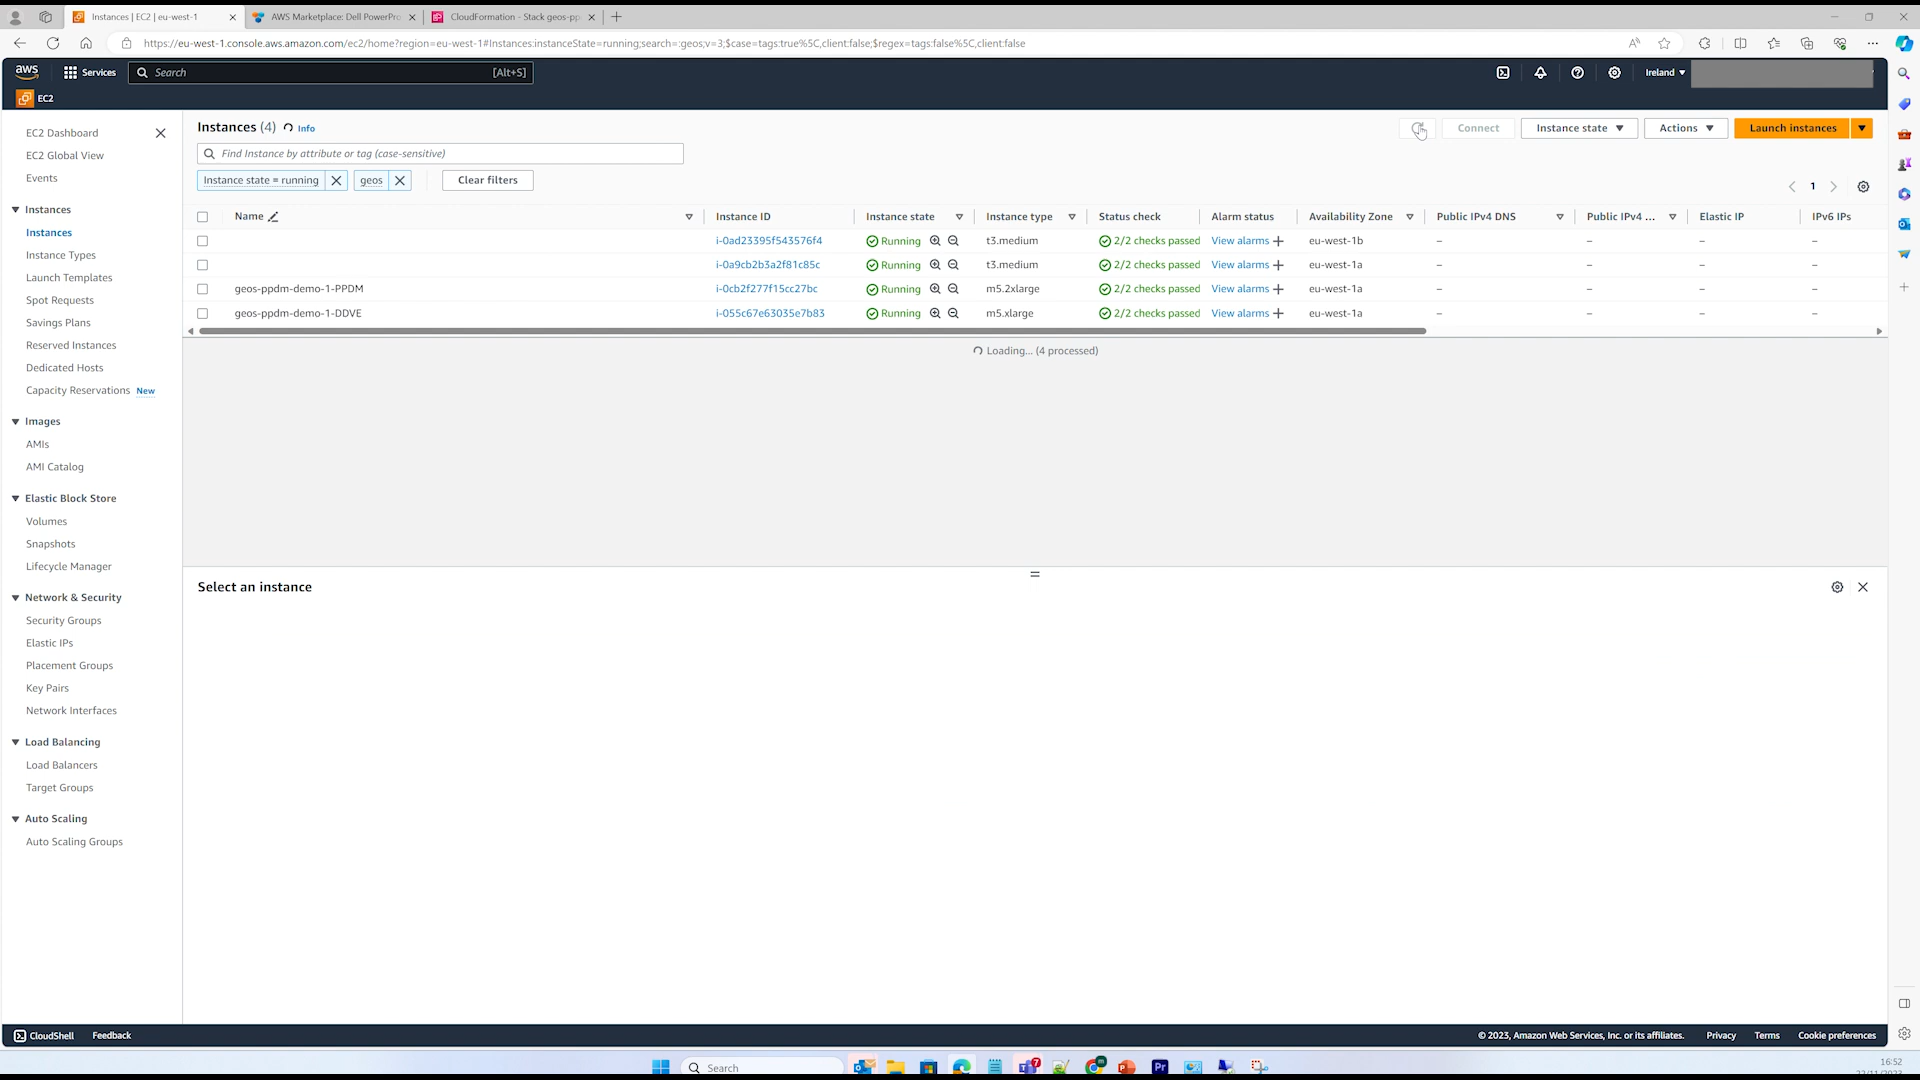 Instances | EC2 | eu-west-1
AWS Marketplace: Dell PowerPro
CloudFormation - Stack geos-pp
https://eu-west-1.console.aws.amazon.com/ec2/home?region=eu-west-1#Instances:instanceState=running;search=:geos;v=3;$case=tags:true%5C,client:false;$regex=tags:false%5C,client:false
aws
Services
Search
[Alt+S]
Ireland
EC2
EC2 Dashboard
EC2 Global View
Events
Instances
Instances
Instance Types
Launch Templates
Spot Requests
Savings Plans
Reserved Instances
Dedicated Hosts
Capacity Reservations New
Images
AMIs
AMI Catalog
Elastic Block Store
Volumes
Snapshots
Lifecycle Manager
Network & Security
Security Groups
Elastic IPs
Placement Groups
Key Pairs
Network Interfaces
Load Balancing
Load Balancers
Target Groups
Auto Scaling
Auto Scaling Groups
Instances (4) Info
Connect
Instance state
Actions
Launch instances
Find Instance by attribute or tag (case-sensitive)
Instance state = running
geos
Clear filters
1
Name Instance ID Instance state Instance type Status check Alarm status Availability Zone Public IPv4 DNS Public IPv4 ... Elastic IP IPv6 IPs
i-0ad23395f543576f4 Running t3.medium 2/2 checks passed View alarms + eu-west-1b – – – –
i-0a9cb2b3a2f81c85c Running t3.medium 2/2 checks passed View alarms + eu-west-1a – – – –
geos-ppdm-demo-1-PPDM i-0cb2f277f15cc27bc Running m5.2xlarge 2/2 checks passed View alarms + eu-west-1a – – – –
geos-ppdm-demo-1-DDVE i-055c67e63035e7b83 Running m5.xlarge 2/2 checks passed View alarms + eu-west-1a – – – –
Loading... (4 processed)
Select an instance
CloudShell
Feedback
© 2023, Amazon Web Services, Inc. or its affiliates.
Privacy
Terms
Cookie preferences
Search
7
m
Pr
16:52